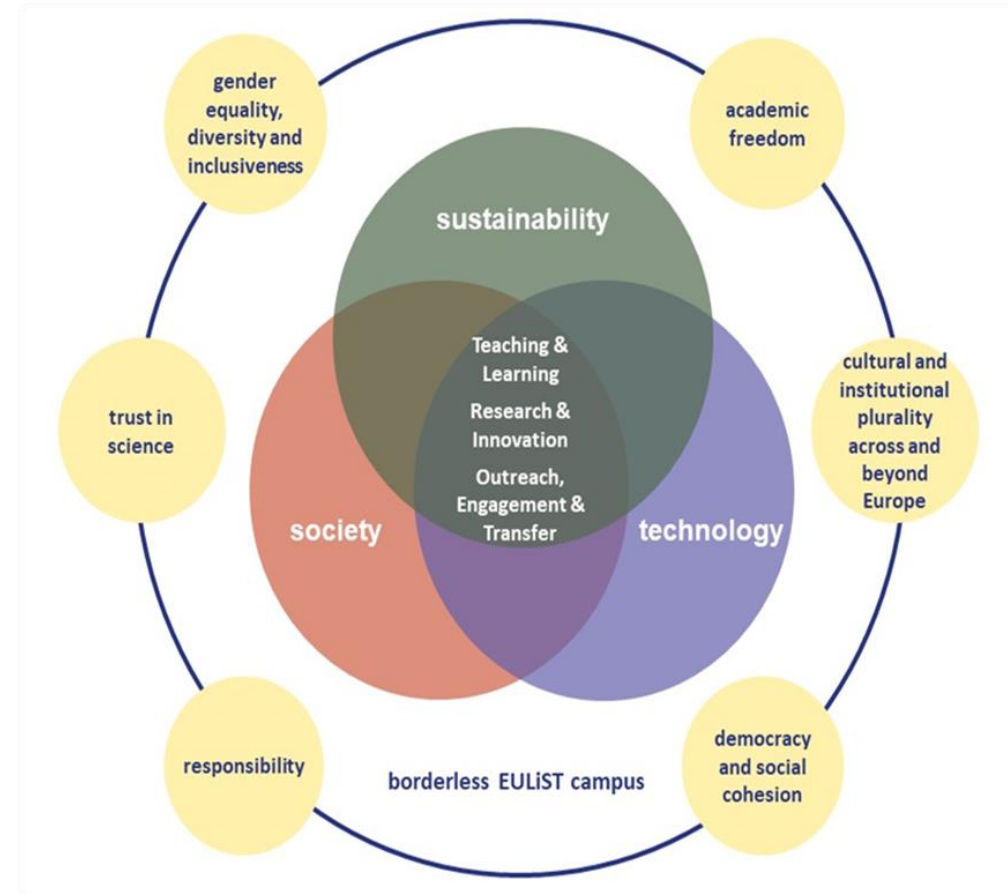 gender
equality,
diversity and
inclusiveness
academic
freedom
sustainability
Teaching &
Learning
Research &
Innovation
Outreach,
Engagement &
Transfer
trust in
science
cultural and
institutional
plurality
across and
beyond
Europe
society
technology
responsibility
borderless EULiST campus
democracy
and social
cohesion